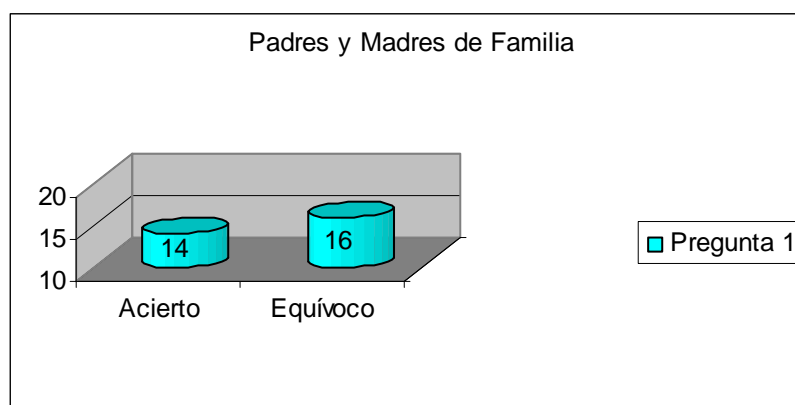 Padres y Madres de Familia
20
15
10
14
16
Acierto
Equívoco
Pregunta 1